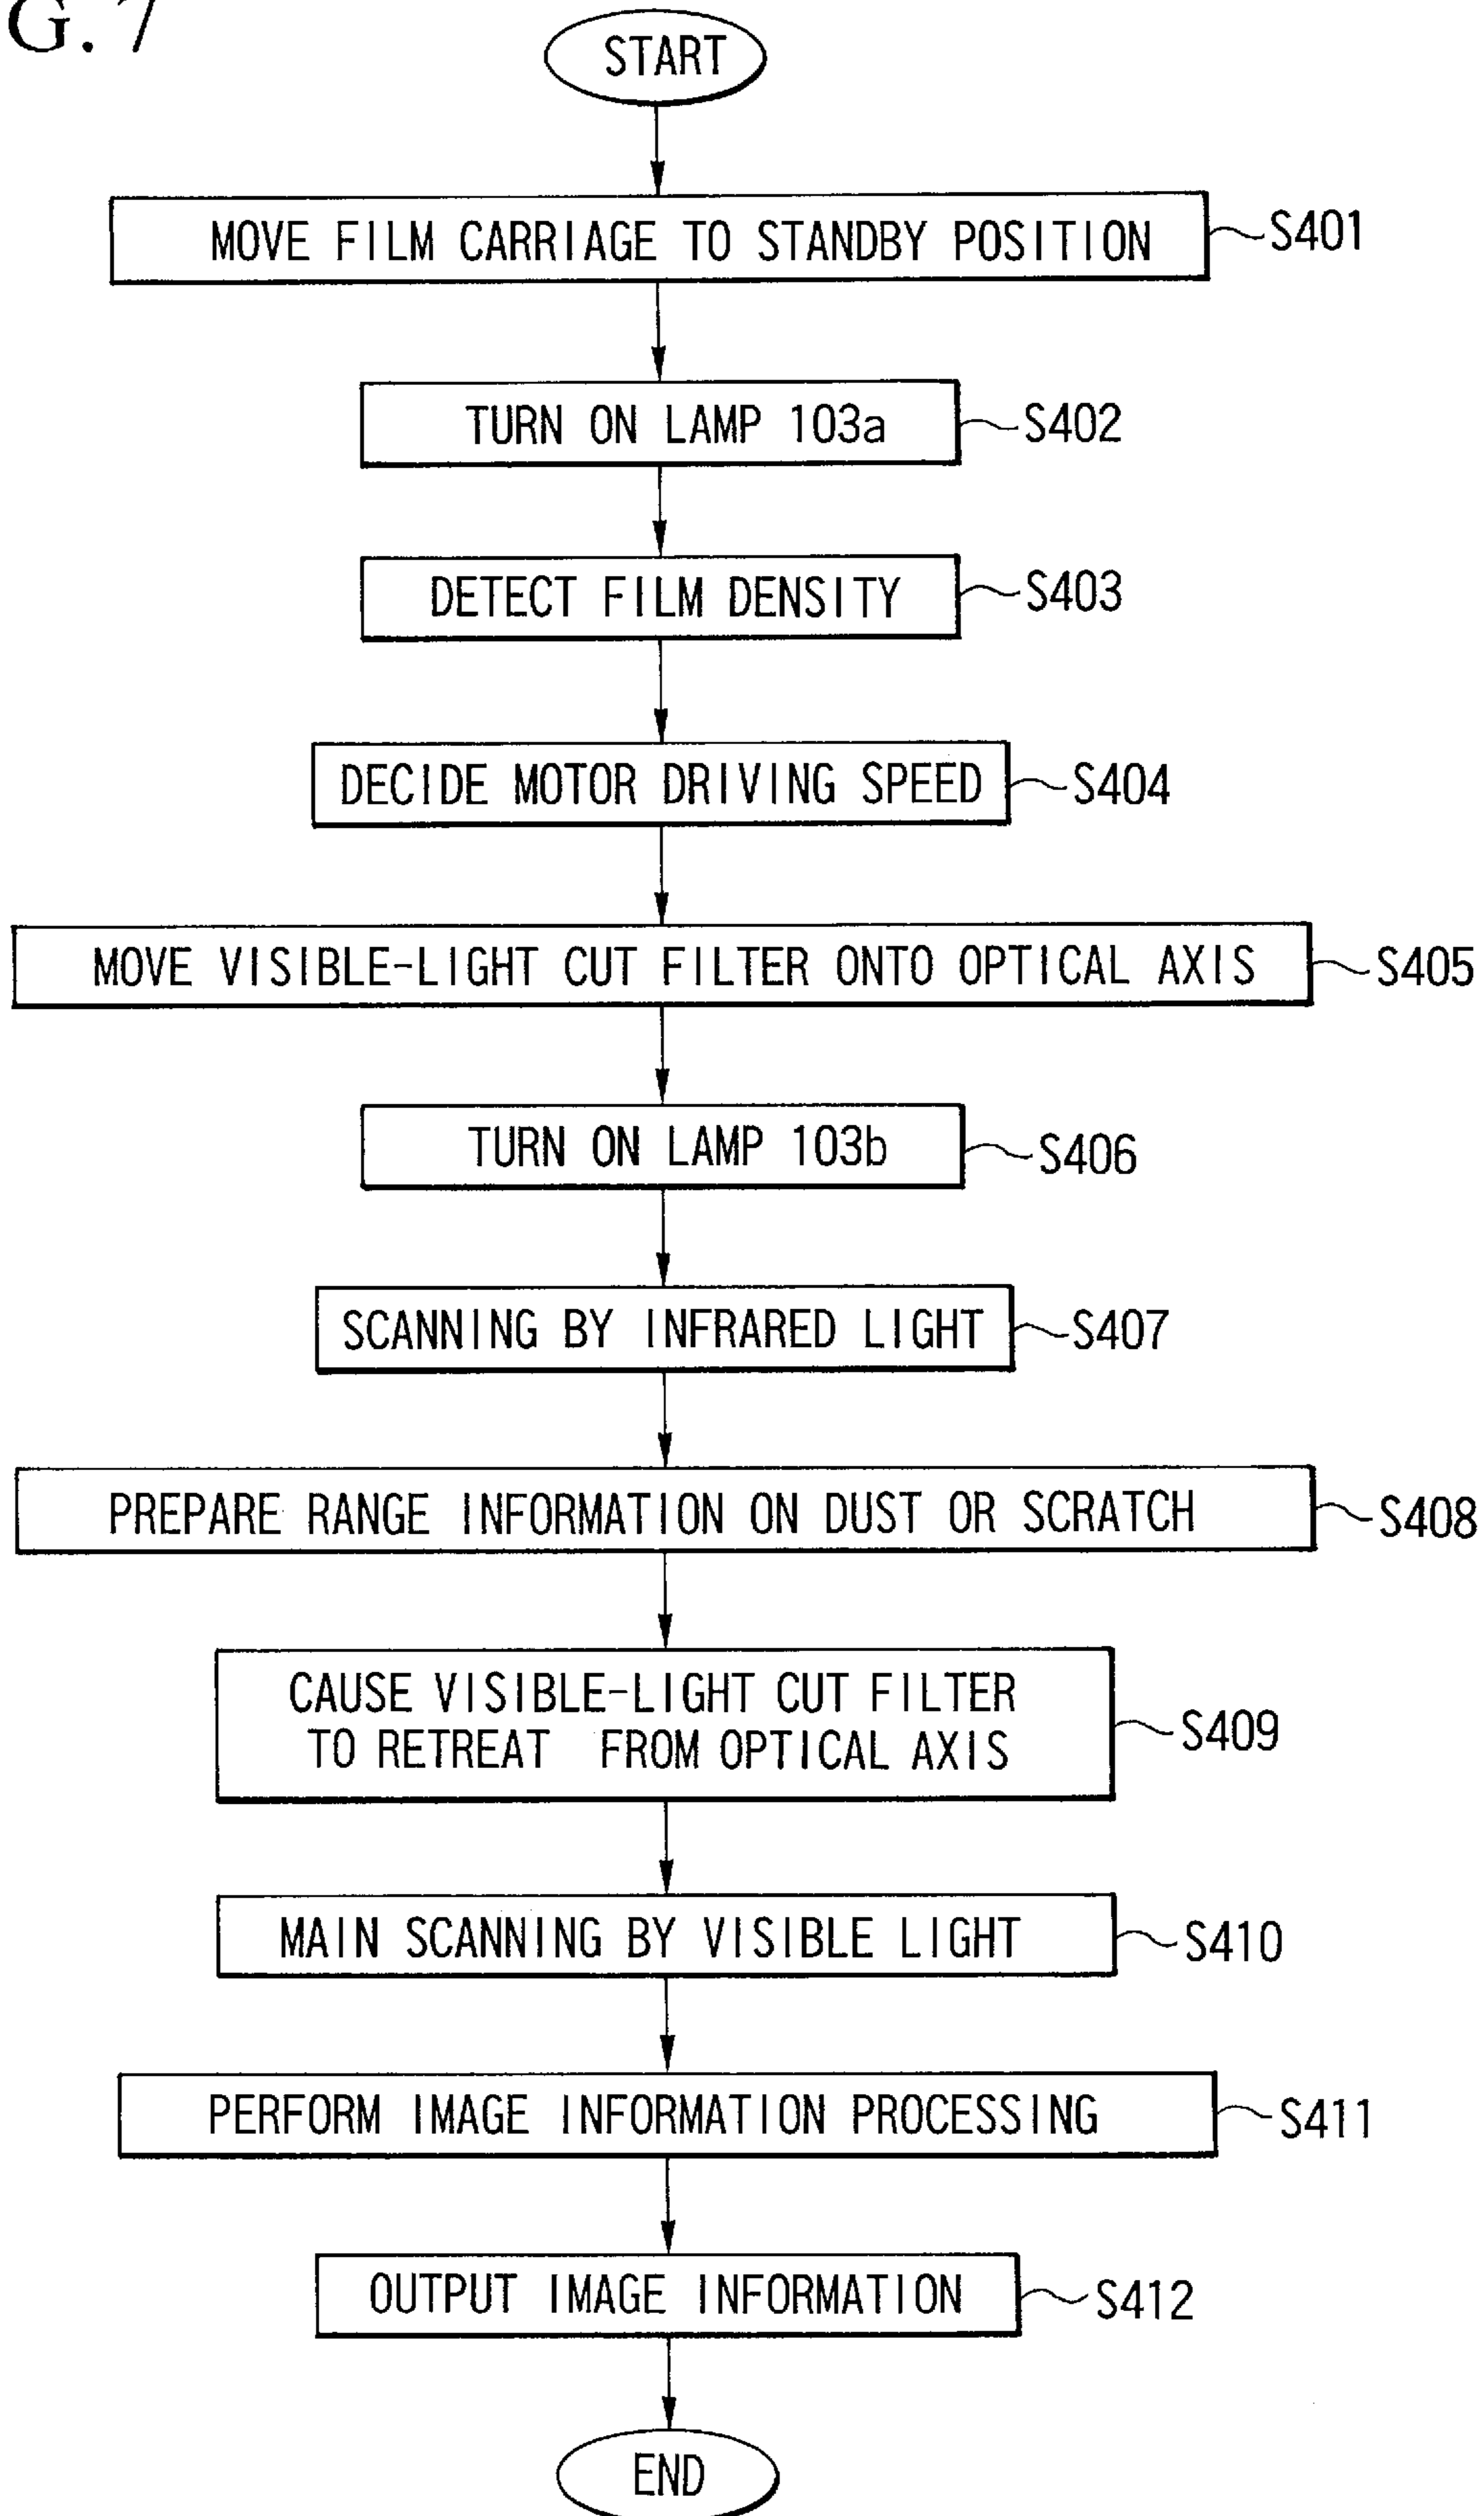 G. 7
START
MOVE FILM CARRIAGE TO STANDBY POSITION
S401
TURN ON LAMP 103a
S402
DETECT FILM DENSITY
S403
DECIDE MOTOR DRIVING SPEED
S404
MOVE VISIBLE-LIGHT CUT FILTER ONTO OPTICAL AXIS
S405
TURN ON LAMP 103b
S406
SCANNING BY INFRARED LIGHT
S407
PREPARE RANGE INFORMATION ON DUST OR SCRATCH
S408
CAUSE VISIBLE-LIGHT CUT FILTER
TO RETREAT FROM OPTICAL AXIS
S409
MAIN SCANNING BY VISIBLE LIGHT
S410
PERFORM IMAGE INFORMATION PROCESSING
S411
OUTPUT IMAGE INFORMATION
S412
END